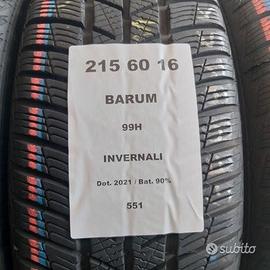 215 60 16
BARUM
99H
INVERNALI
Dot. 2021 / Bat. 90%
551
subito